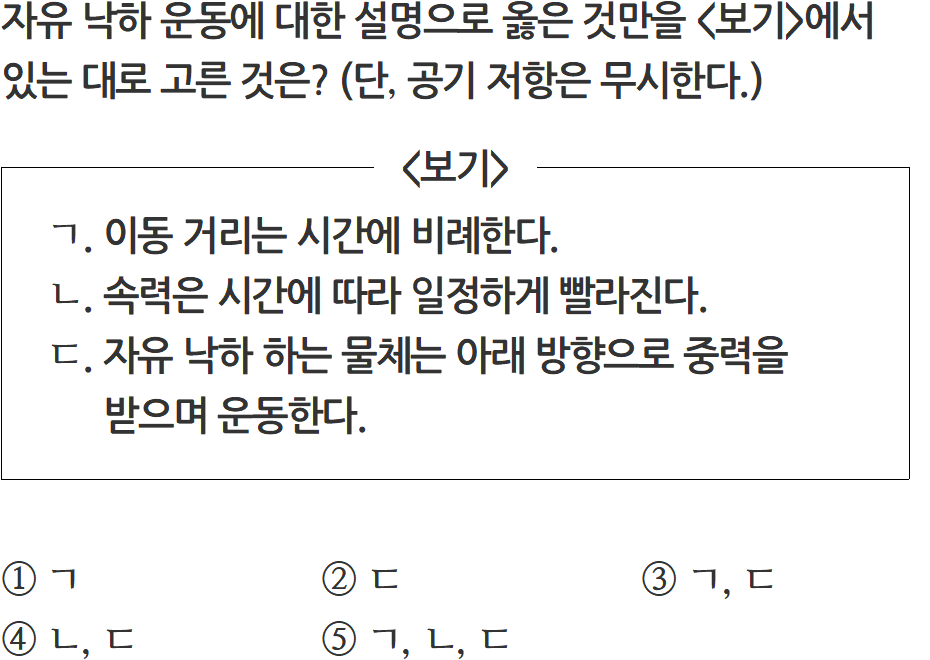 자유 낙하 운동에 대한 설명으로 옳은 것만을 <보기>에서
있는 대로 고른 것은? (단, 공기 저항은 무시한다.)
<보기>
ㄱ. 이동 거리는 시간에 비례한다.
ㄴ. 속력은 시간에 따라 일정하게 빨라진다.
ㄷ. 자유 낙하 하는 물체는 아래 방향으로 중력을
받으며 운동한다.
① ㄱ ② ㄷ ③ ㄱ, ㄷ
④ ㄴ, ㄷ ⑤ ㄱ, ㄴ, ㄷ